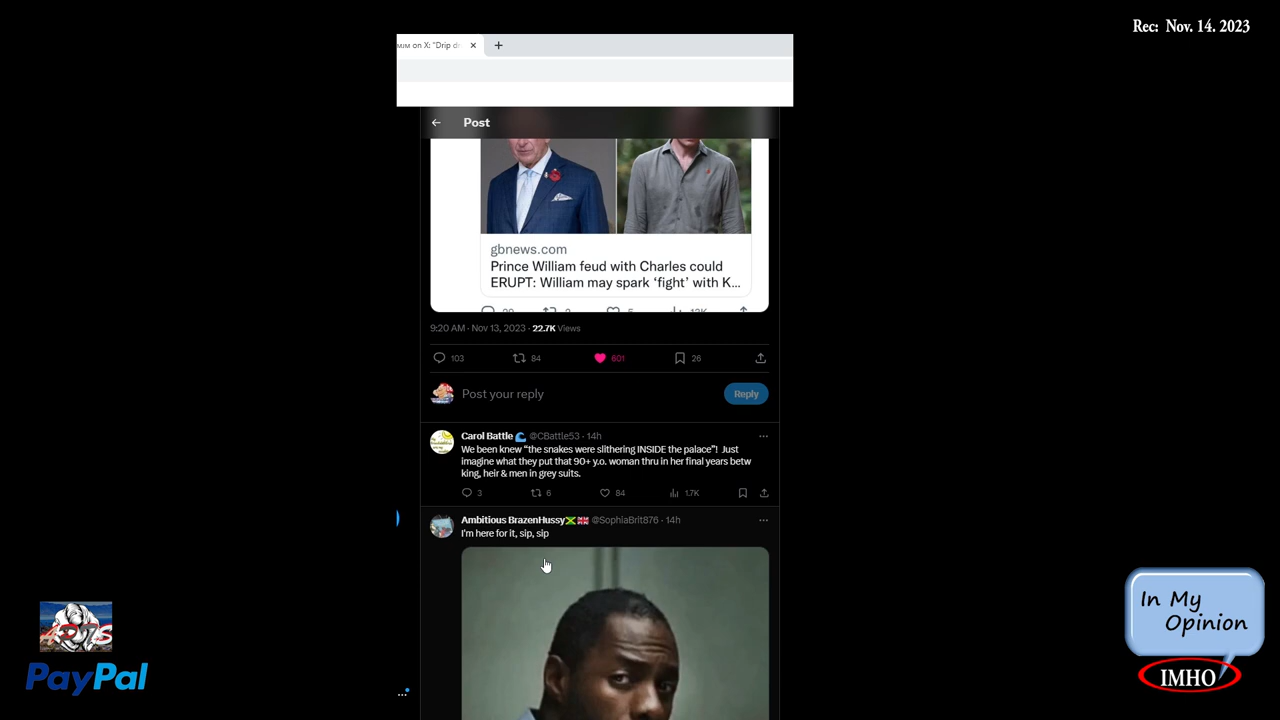 Rec: Nov. 14. 2023
on X: "Drip
Post
gbnews.com
Prince William feud with Charles could
ERUPT: William may spark ‘fight’ with K...
9:20 AM · Nov 13, 2023 · 22.7K Views
103 84 601 26
Post your reply
Reply
Carol Battle 🌊 @CBattle53 · 14h
We been knew “the snakes were slithering INSIDE the palace”! Just
imagine what they put that 90+ y.o. woman thru in her final years betw
king, heir & men in grey suits.
3 6 84 1.7K
Ambitious BrazenHussy🇯🇲🇬🇧 @SophiaBrit876 · 14h
I'm here for it, sip, sip
PayPal
In My
Opinion
IMHO